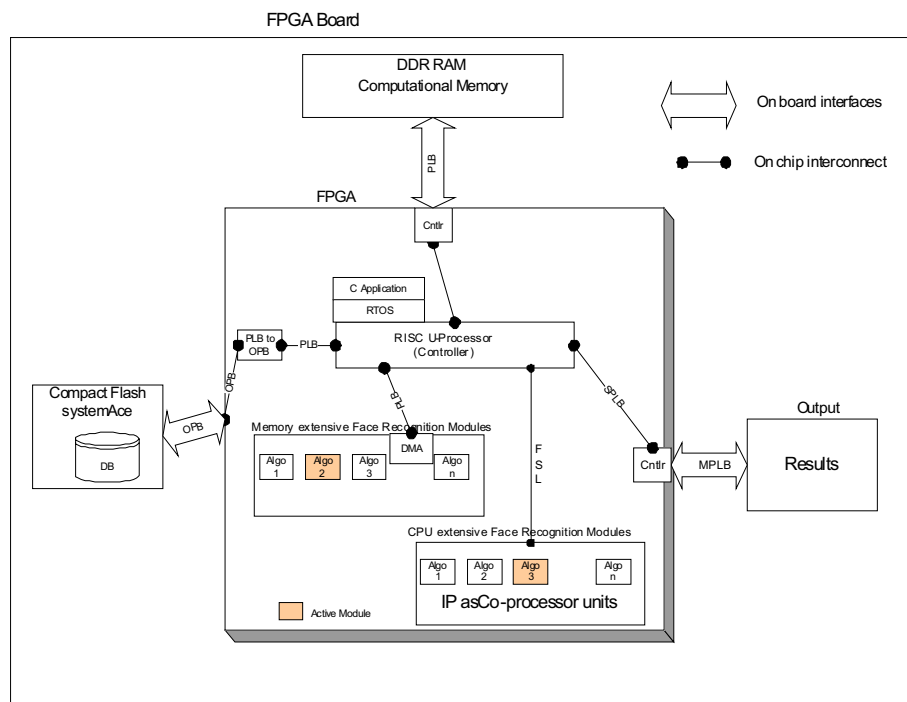 FPGA Board
DDR RAM
Computational Memory
On board interfaces
PLB
On chip interconnect
FPGA
Cntlr
C Application
RTOS
RISC U-Processor
(Controller)
PLB to
OPB
PLB
OPB
PLB
SPLB
Compact Flash
systemAce
DB
OPB
Memory extensive Face Recognition Modules
DMA
Algo
1
Algo
2
Algo
3
Algo
n
F
S
L
Output
Cntlr
MPLB
Results
CPU extensive Face Recognition Modules
Algo
1
Algo
2
Algo
3
Algo
n
IP asCo-processor units
Active Module